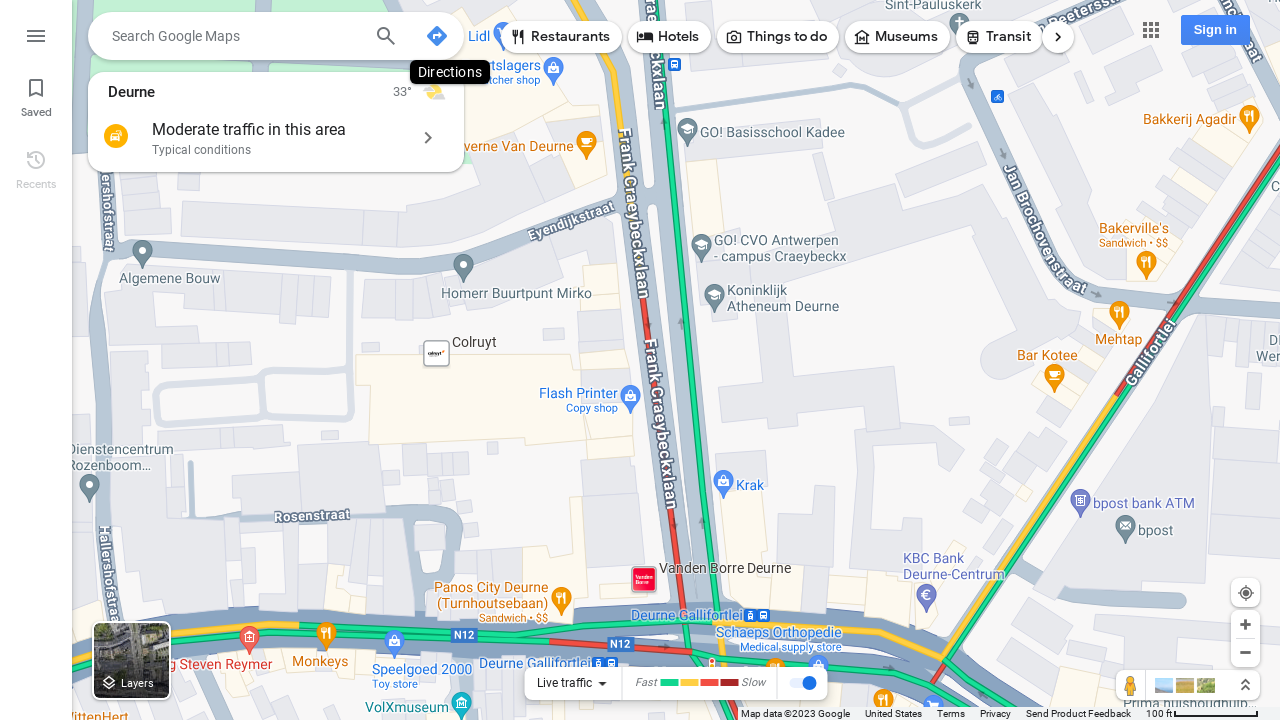 Search Google Maps
Directions
Lidl
Restaurants
Hotels
Things to do
Museums
Transit
Sign in
Saved
Recents
Deurne
33°
Moderate traffic in this area
Typical conditions
Sint-Pauluskerk
GO! Basisschool Kadee
Bakkerij Agadir
Frank Craeybeckxlaan
Eyendijkstraat
Jan Brochovenstraat
Bakerville's
Sandwich • $$
GO! CVO Antwerpen
- campus Craeybeckx
Algemene Bouw
Homerr Buurtpunt Mirko
Koninklijk
Atheneum Deurne
Mehtap
Gallifortlei
Colruyt
Bar Kotee
Frank Craeybeckxlaan
Flash Printer
Copy shop
Dienstencentrum
Rozenboom...
Krak
bpost bank ATM
bpost
Rosenstraat
KBC Bank
Deurne-Centrum
Vanden Borre Deurne
Panos City Deurne
(Turnhoutsebaan)
Sandwich • $$
Deurne Gallifortlei
N12
N12
Schaeps Orthopedie
Medical supply store
Steven Reymer
Monkeys
Speelgoed 2000
Toy store
Deurne Gallifortlei
VolXmuseum
Layers
Live traffic
Fast
Slow
Map data ©2023 Google
United States
Terms
Privacy
Send Product Feedback
100 ft